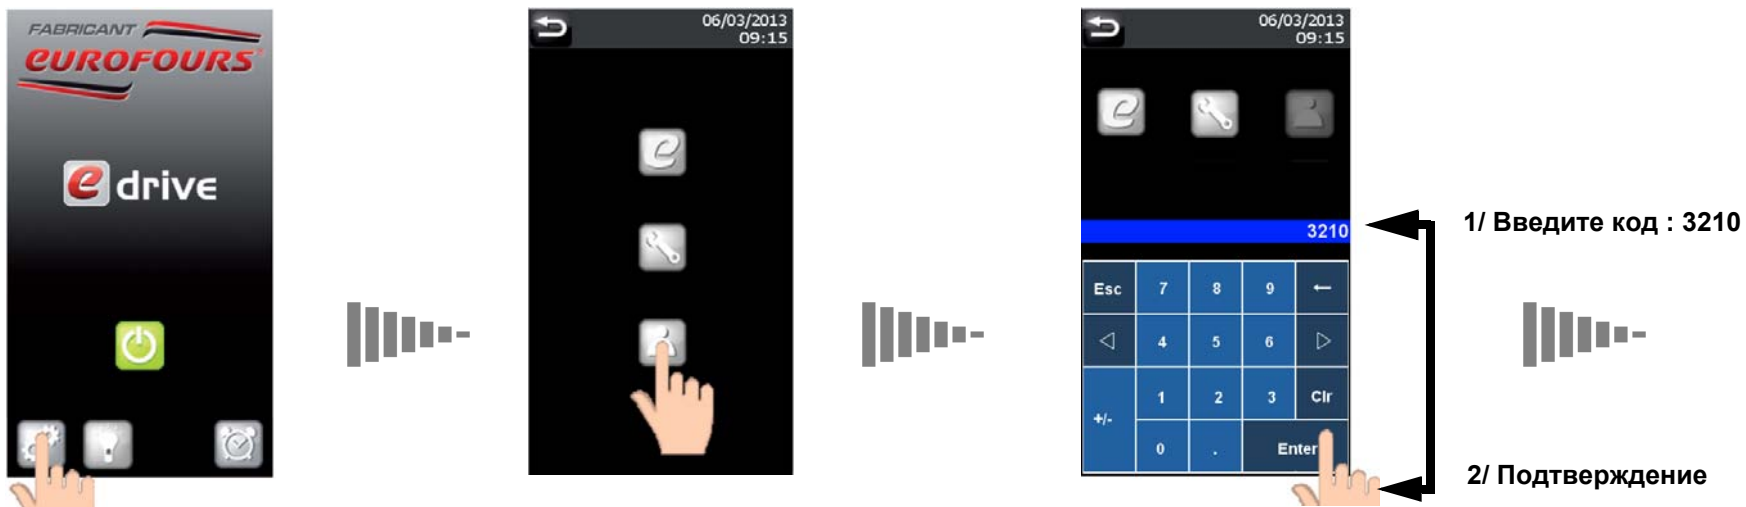 FABRICANT
EUROFOURS
e drive
06/03/2013
09:15
e
06/03/2013
09:15
e
3210
Esc 7 8 9 ←
◁ 4 5 6 ▷
+/- 1 2 3 Clr
0 . Enter
1/ Введите код : 3210
2/ Подтверждение